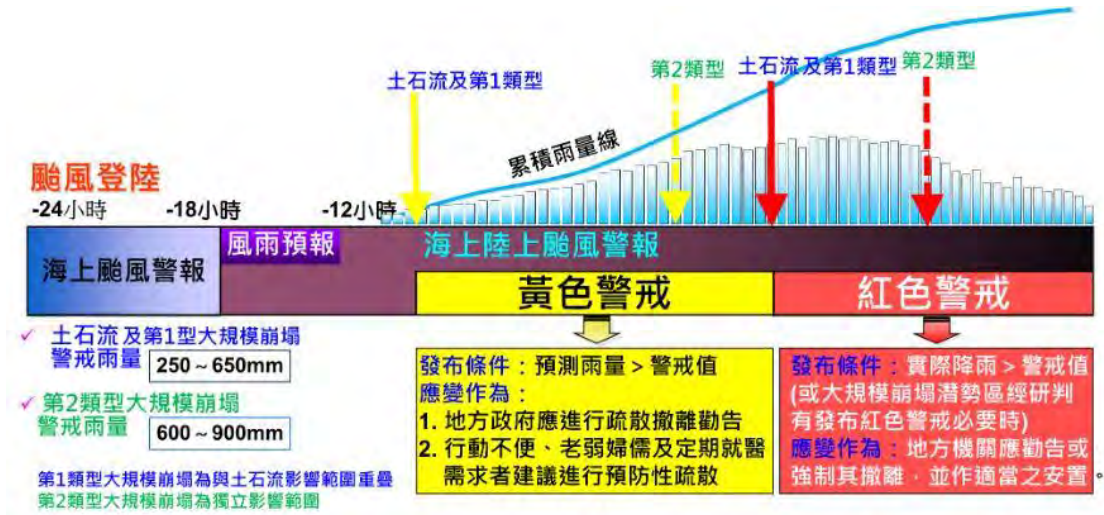 土石流及第1類型
第2類型
土石流及第1類型
第2類型
累積雨量線
颱風登陸
-24小時
-18小時
-12小時
風雨預報
海上陸上颱風警報
海上颱風警報
黃色警戒
紅色警戒
✓ 土石流及第1型大規模崩塌
警戒雨量 250~650mm
✓ 第2類型大規模崩塌
警戒雨量 600~900mm
第1類型大規模崩塌為與土石流影響範圍重疊
第2類型大規模崩塌為獨立影響範圍
發布條件：預測雨量>警戒值
應變作為：
1. 地方政府應進行疏散撤離勸告
2. 行動不便、老弱婦孺及定期就醫
需求者建議進行預防性疏散
發布條件：實際降雨>警戒值
(或大規模崩塌潛勢區經研判
有發布紅色警戒必要時)
應變作為：地方機關應勸告或
強制其撤離，並作適當之安置。